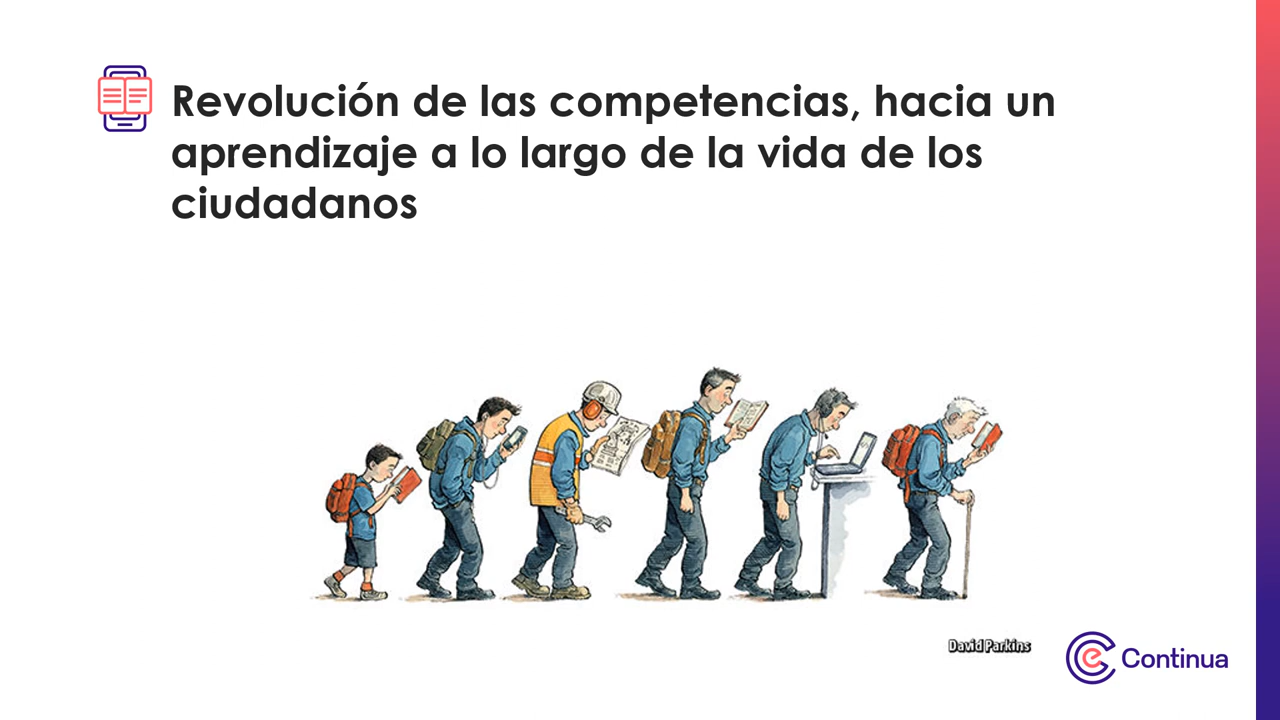 Revolución de las competencias, hacia un
aprendizaje a lo largo de la vida de los
ciudadanos
David Parkins
Continua